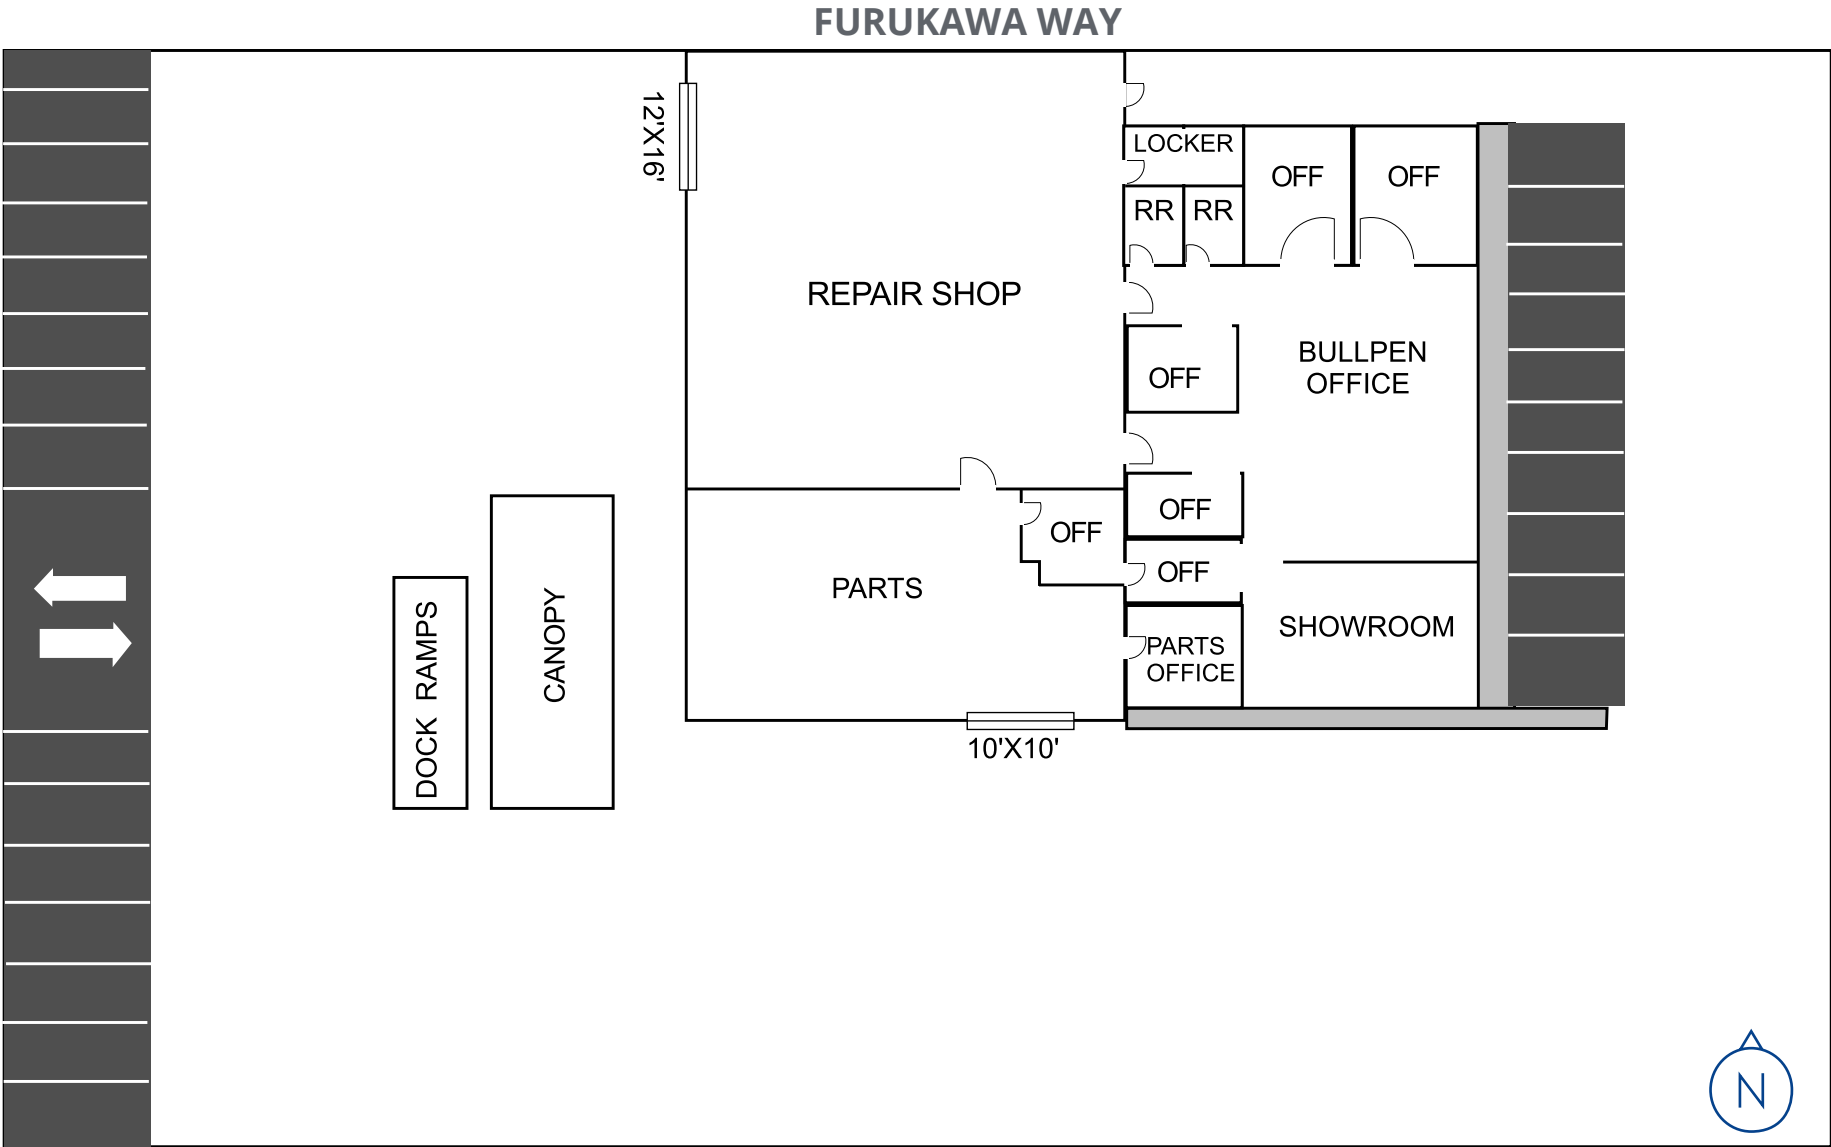 FURUKAWA WAY
12'X16'
LOCKER
OFF
OFF
RR
RR
REPAIR SHOP
BULLPEN
OFFICE
OFF
OFF
OFF
OFF
PARTS
SHOWROOM
PARTS
OFFICE
DOCK RAMPS
CANOPY
10'X10'
N